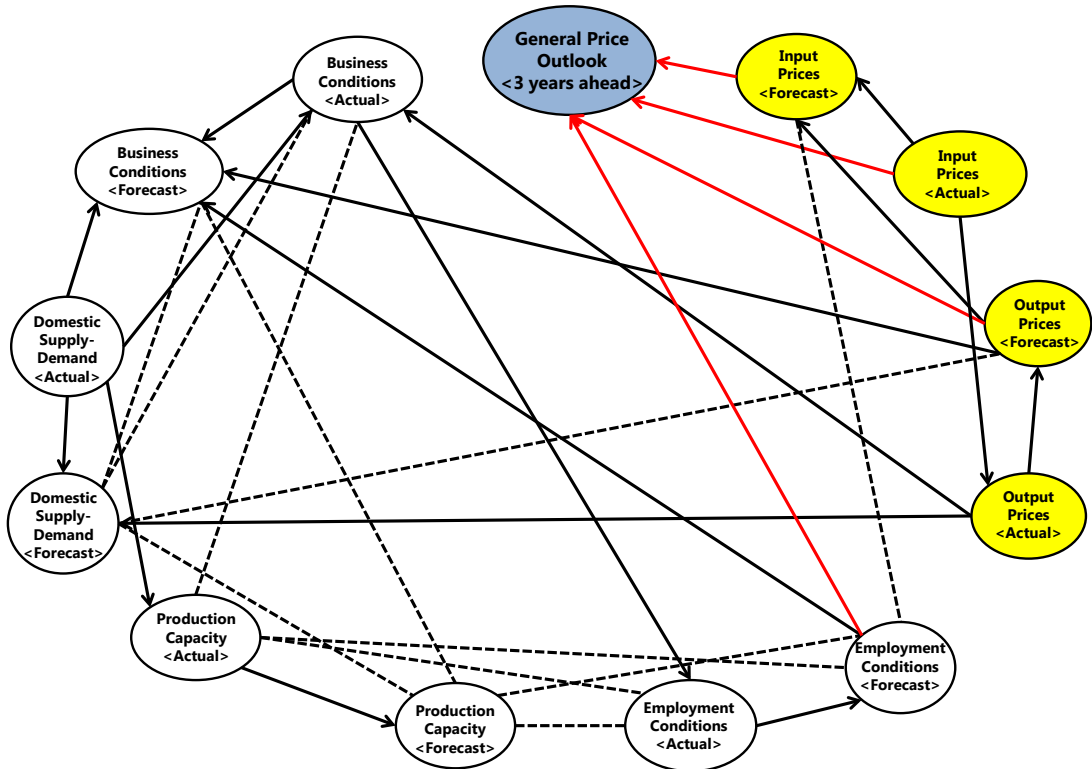 General Price
Outlook
<3 years ahead>
Input
Prices
<Forecast>
Business
Conditions
<Actual>
Business
Conditions
<Forecast>
Input
Prices
<Actual>
Output
Prices
<Forecast>
Domestic
Supply-
Demand
<Actual>
Domestic
Supply-
Demand
<Forecast>
Output
Prices
<Actual>
Production
Capacity
<Actual>
Employment
Conditions
<Forecast>
Production
Capacity
<Forecast>
Employment
Conditions
<Actual>